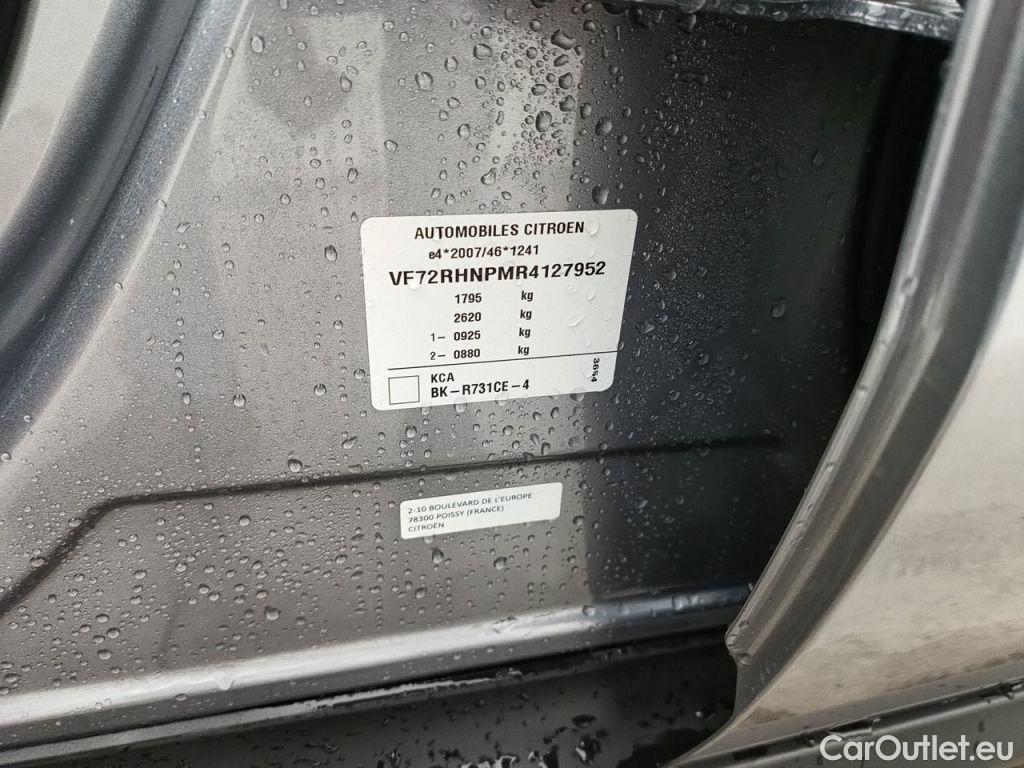 AUTOMOBILES CITROEN
e4*2007/46*1241
VF72RHNPMR4127952
1795 kg
2620 kg
1- 0925 kg
2- 0880 kg
3654
KCA
BK-R731CE-4
2-10 BOULEVARD DE L'EUROPE
78300 POISSY (FRANCE)
CITROËN
CarOutlet.eu